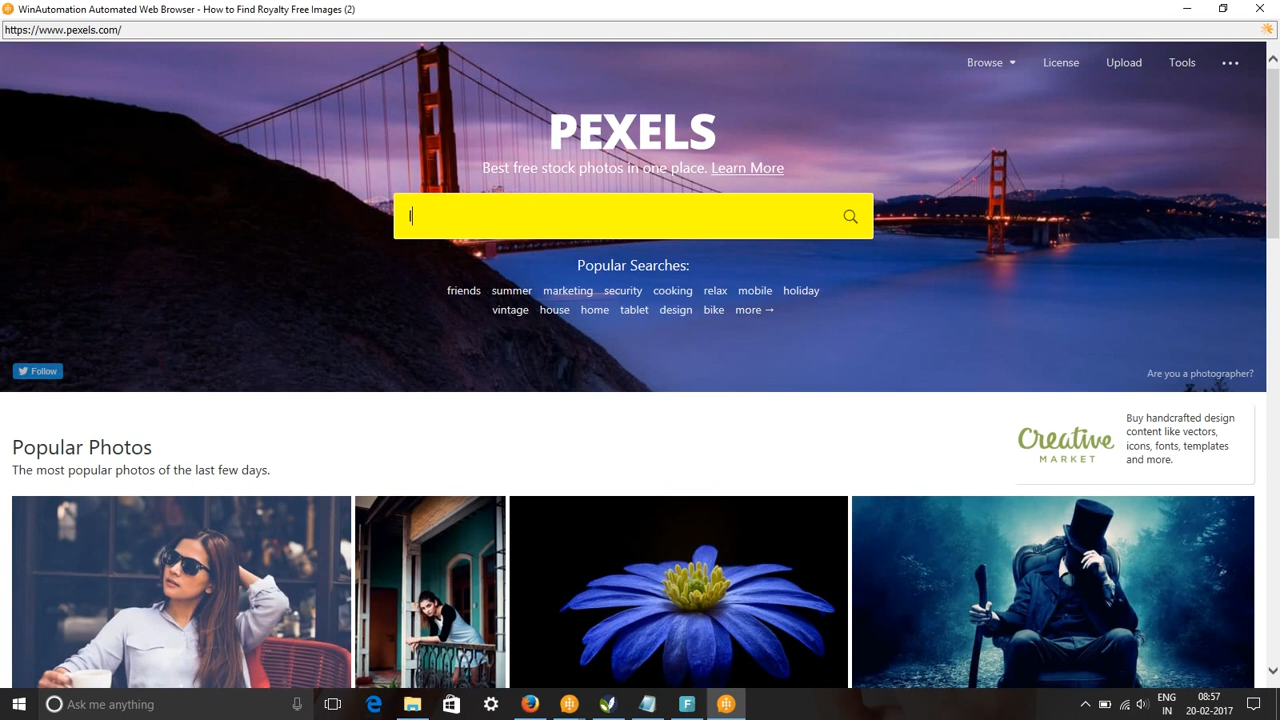 WinAutomation Automated Web Browser - How to Find Royalty Free Images (2)
https://www.pexels.com/
Browse License Upload Tools
PEXELS
Best free stock photos in one place. Learn More
l
Popular Searches:
friends summer marketing security cooking relax mobile holiday
vintage house home tablet design bike more →
Follow
Are you a photographer?
Popular Photos
The most popular photos of the last few days.
Creative
MARKET
Buy handcrafted design
content like vectors,
icons, fonts, templates
and more.
Ask me anything
ENG
IN
08:57
20-02-2017